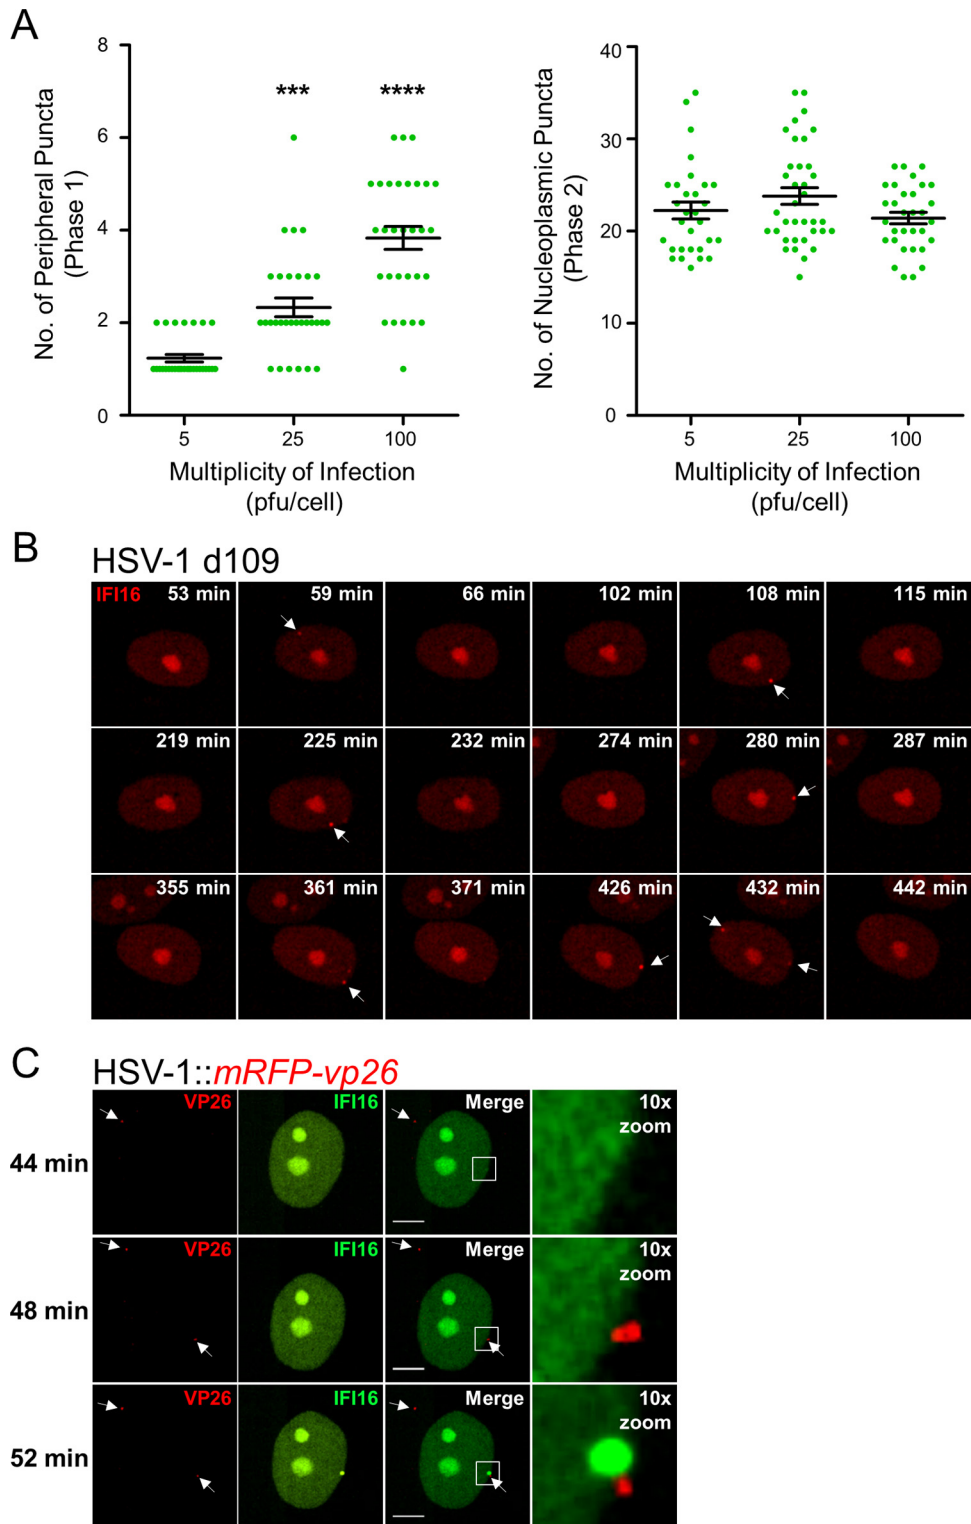 A
No. of Peripheral Puncta
(Phase 1)
8
6
4
2
0
***
****
5
25
100
Multiplicity of Infection
(pfu/cell)
No. of Nucleoplasmic Puncta
(Phase 2)
40
30
20
10
0
5
25
100
Multiplicity of Infection
(pfu/cell)
B
HSV-1 d109
IFI16 53 min 59 min 66 min 102 min 108 min 115 min
219 min 225 min 232 min 274 min 280 min 287 min
355 min 361 min 371 min 426 min 432 min 442 min
C
HSV-1::mRFP-vp26
44 min
VP26 IFI16 Merge 10x
zoom
48 min
VP26 IFI16 Merge 10x
zoom
52 min
VP26 IFI16 Merge 10x
zoom